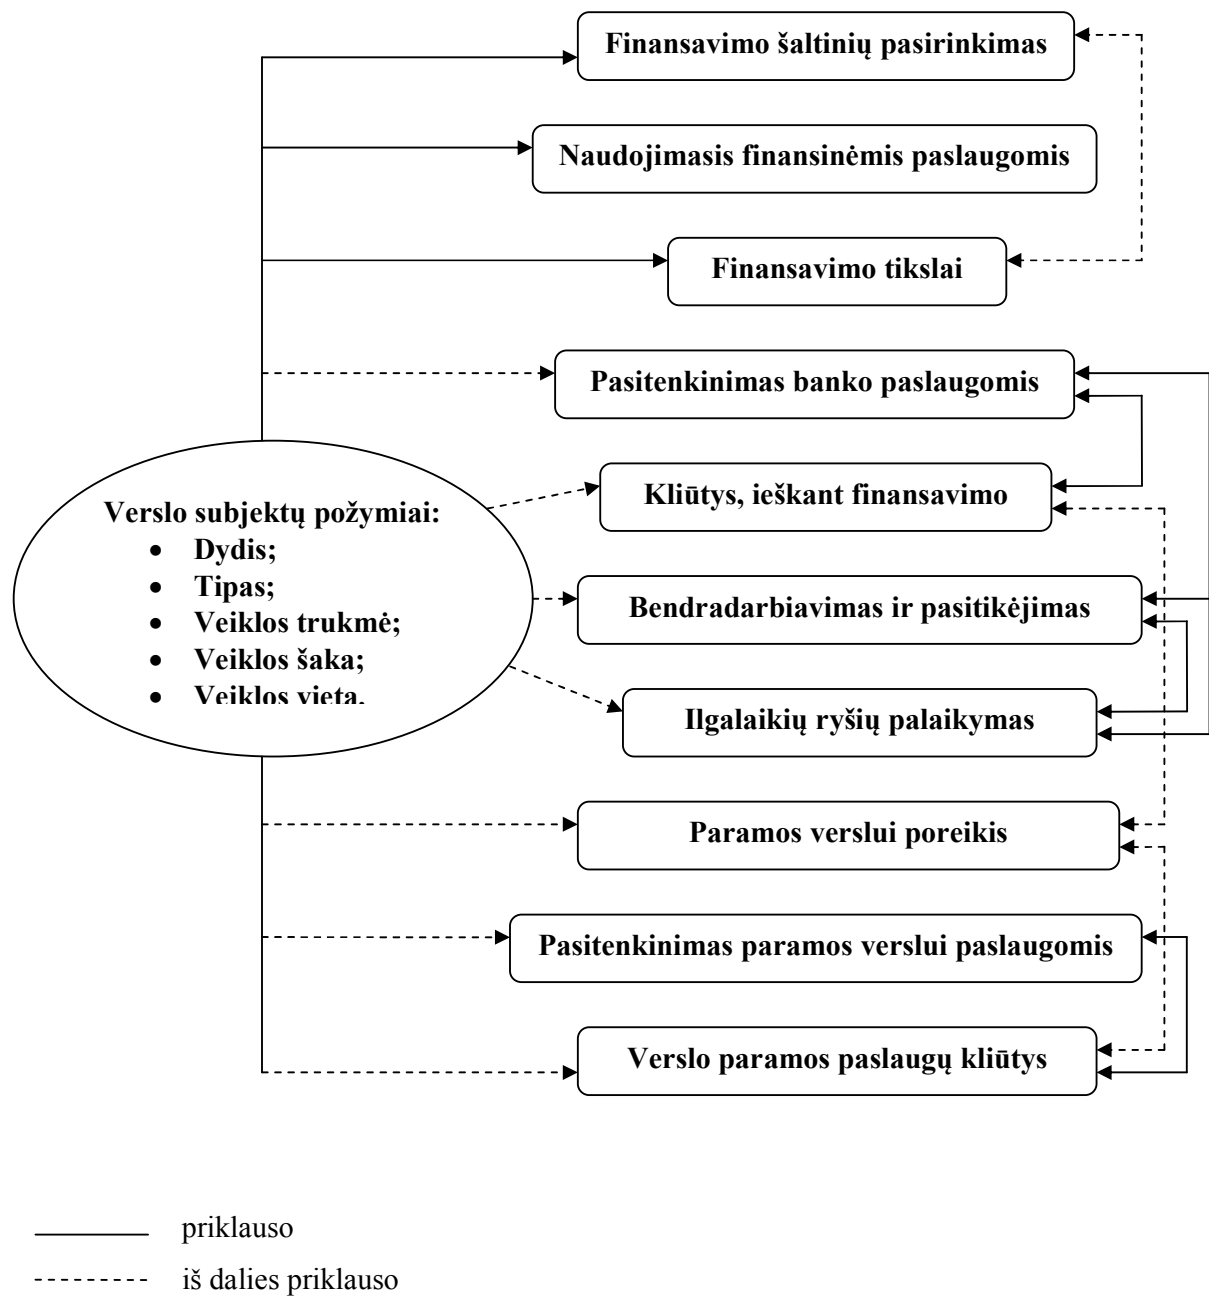 Finansavimo šaltinių pasirinkimas
Naudojimasis finansinėmis paslaugomis
Finansavimo tikslai
Pasitenkinimas banko paslaugomis
Verslo subjektų požymiai:
• Dydis;
• Tipas;
• Veiklos trukmė;
• Veiklos šaka;
• Veiklos vieta.
Kliūtys, ieškant finansavimo
Bendradarbiavimas ir pasitikėjimas
Ilgalaikių ryšių palaikymas
Paramos verslui poreikis
Pasitenkinimas paramos verslui paslaugomis
Verslo paramos paslaugų kliūtys
priklauso
iš dalies priklauso